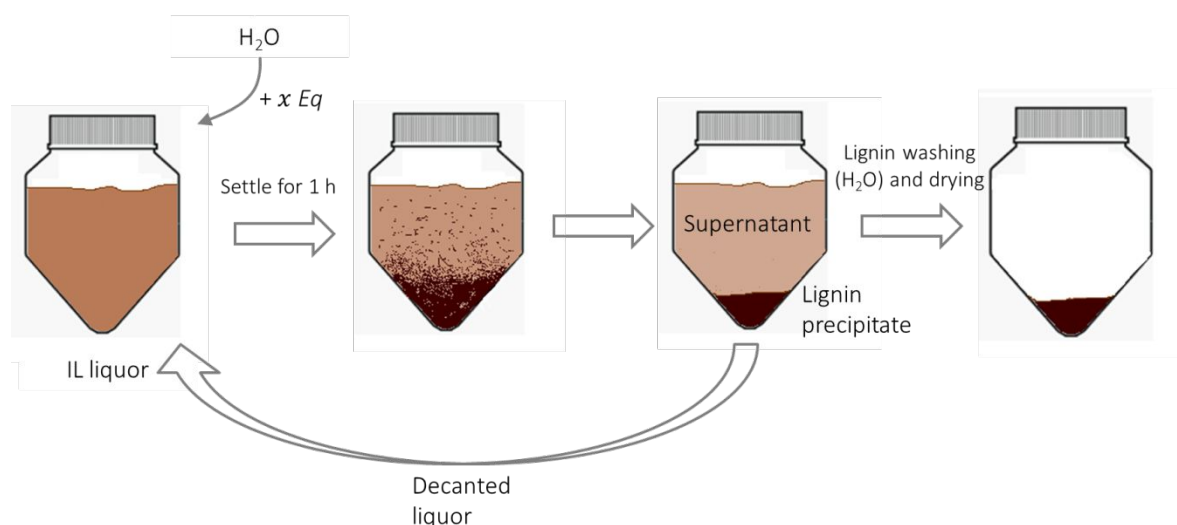 H₂O
+ x Eq
Settle for 1 h
Lignin washing
(H₂O) and drying
Supernatant
Lignin
precipitate
IL liquor
Decanted
liquor